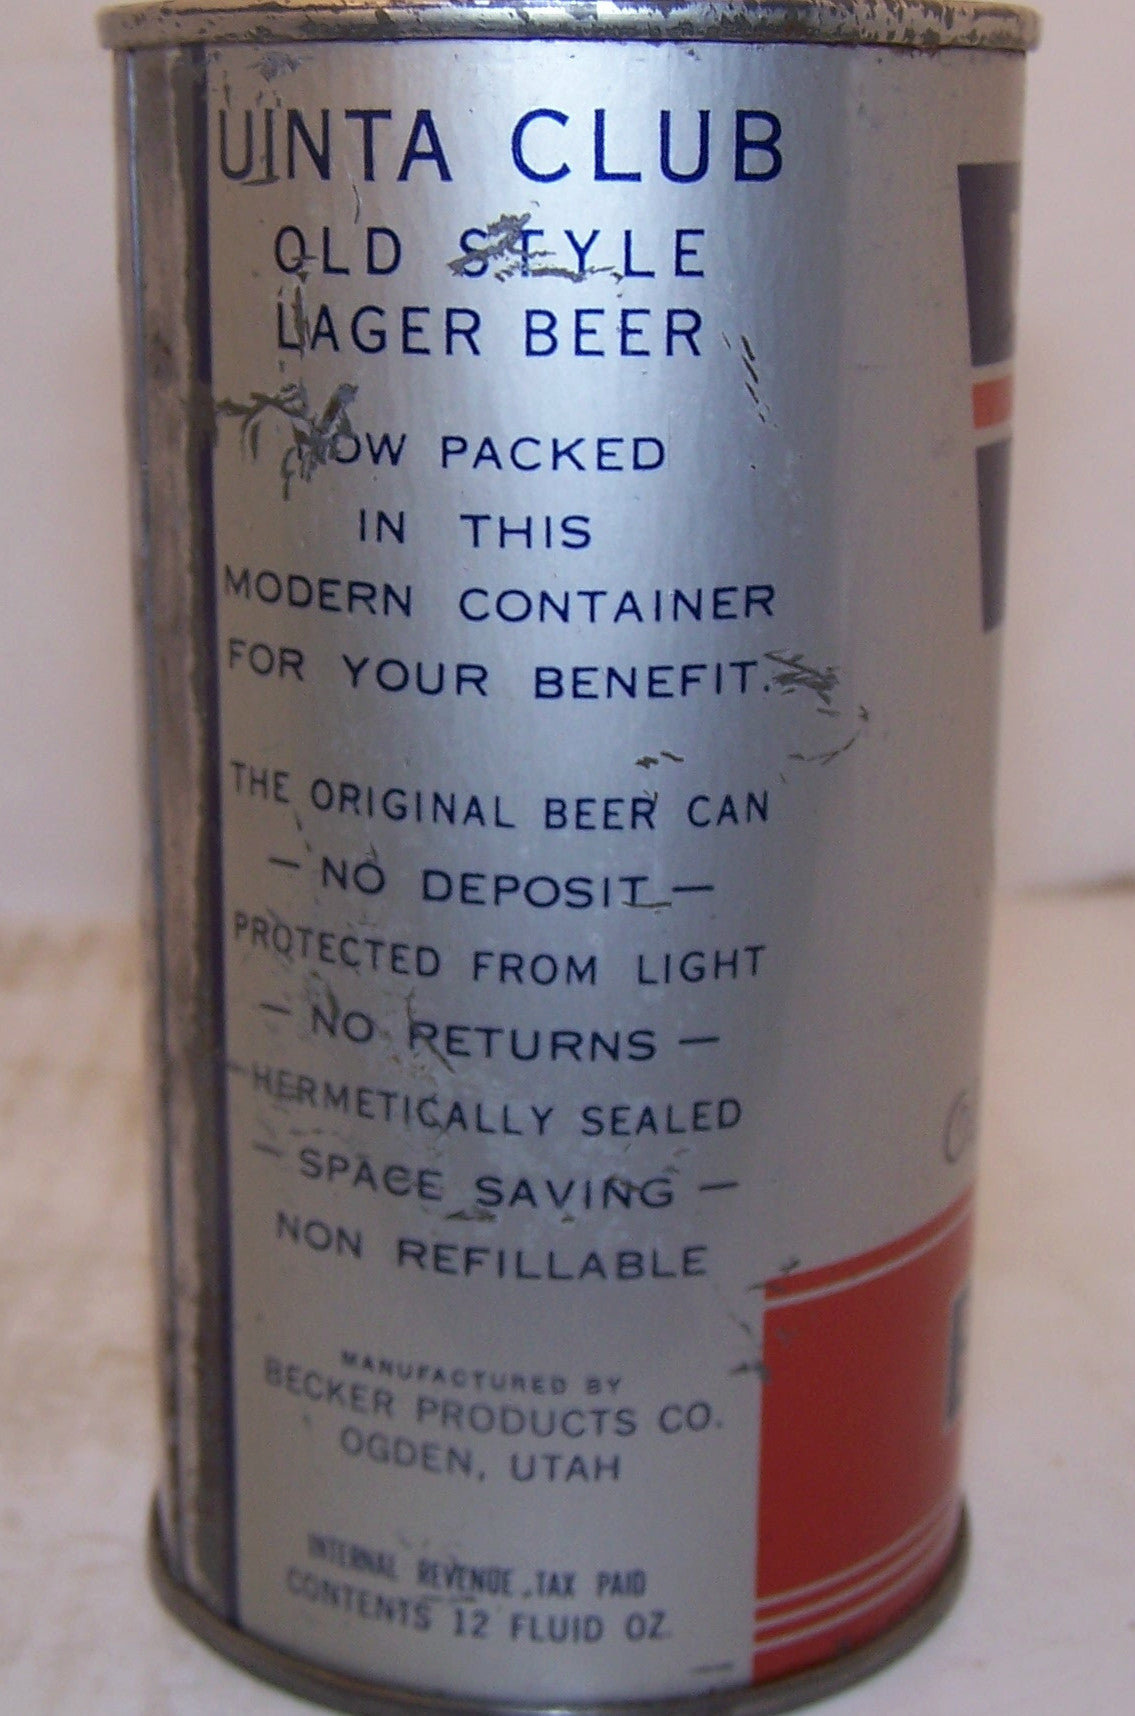 UINTA CLUB
OLD STYLE
LAGER BEER
NOW PACKED
IN THIS
MODERN CONTAINER
FOR YOUR BENEFIT.
THE ORIGINAL BEER CAN
— NO DEPOSIT —
PROTECTED FROM LIGHT
— NO RETURNS —
HERMETICALLY SEALED
— SPACE SAVING —
NON REFILLABLE
MANUFACTURED BY
BECKER PRODUCTS CO.
OGDEN, UTAH
INTERNAL REVENUE TAX PAID
CONTENTS 12 FLUID OZ.